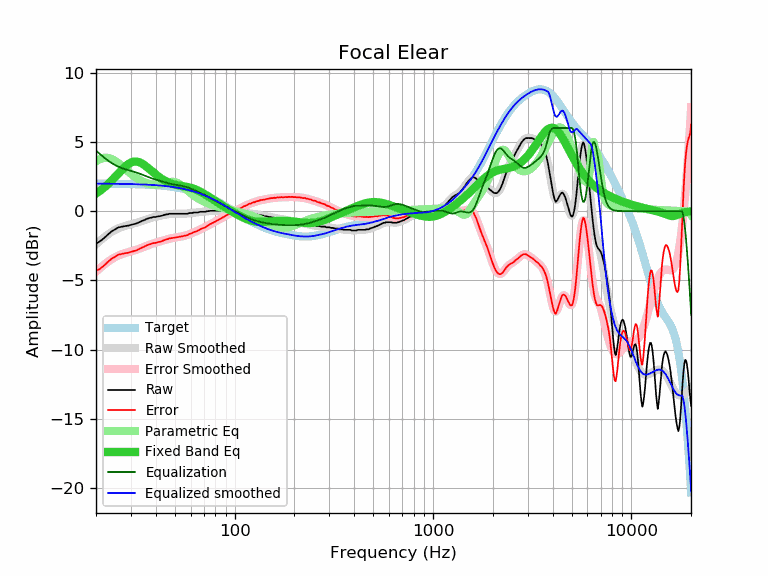 Focal Elear
Amplitude (dBr)
10
5
0
−5
−10
−15
−20
Target
Raw Smoothed
Error Smoothed
Raw
Error
Parametric Eq
Fixed Band Eq
Equalization
Equalized smoothed
100
1000
10000
Frequency (Hz)